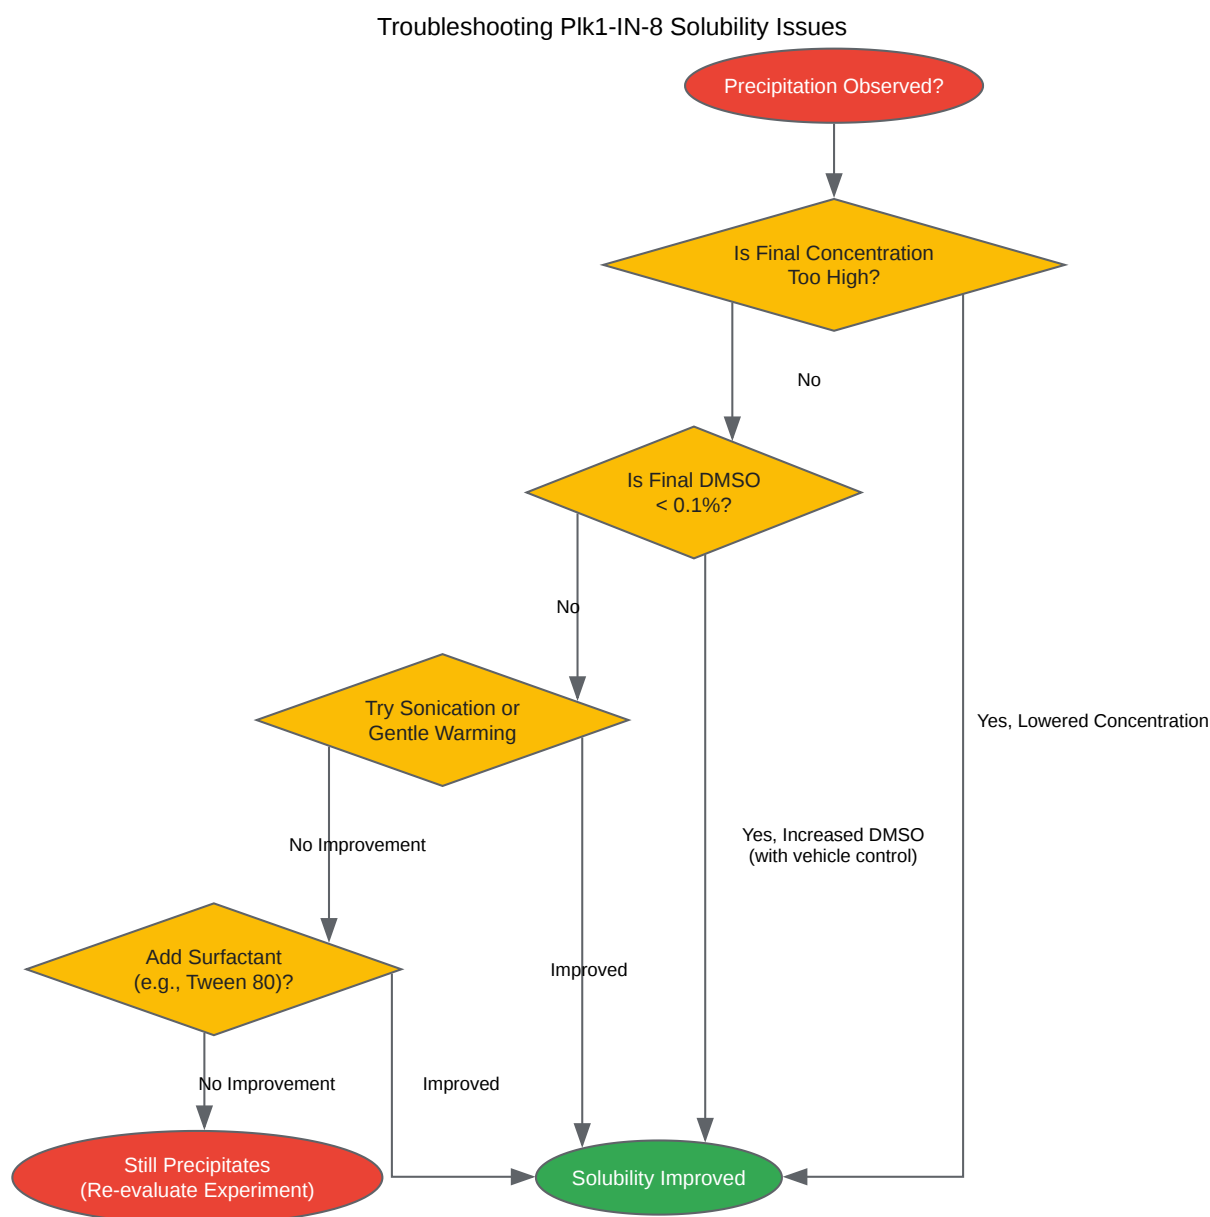 Troubleshooting Plk1-IN-8 Solubility Issues
Precipitation Observed?
Is Final Concentration
Too High?
No
Is Final DMSO
< 0.1%?
No
Try Sonication or
Gentle Warming
Yes, Lowered Concentration
No Improvement
Yes, Increased DMSO
(with vehicle control)
Add Surfactant
(e.g., Tween 80)?
Improved
No Improvement
Improved
Still Precipitates
(Re-evaluate Experiment)
Solubility Improved